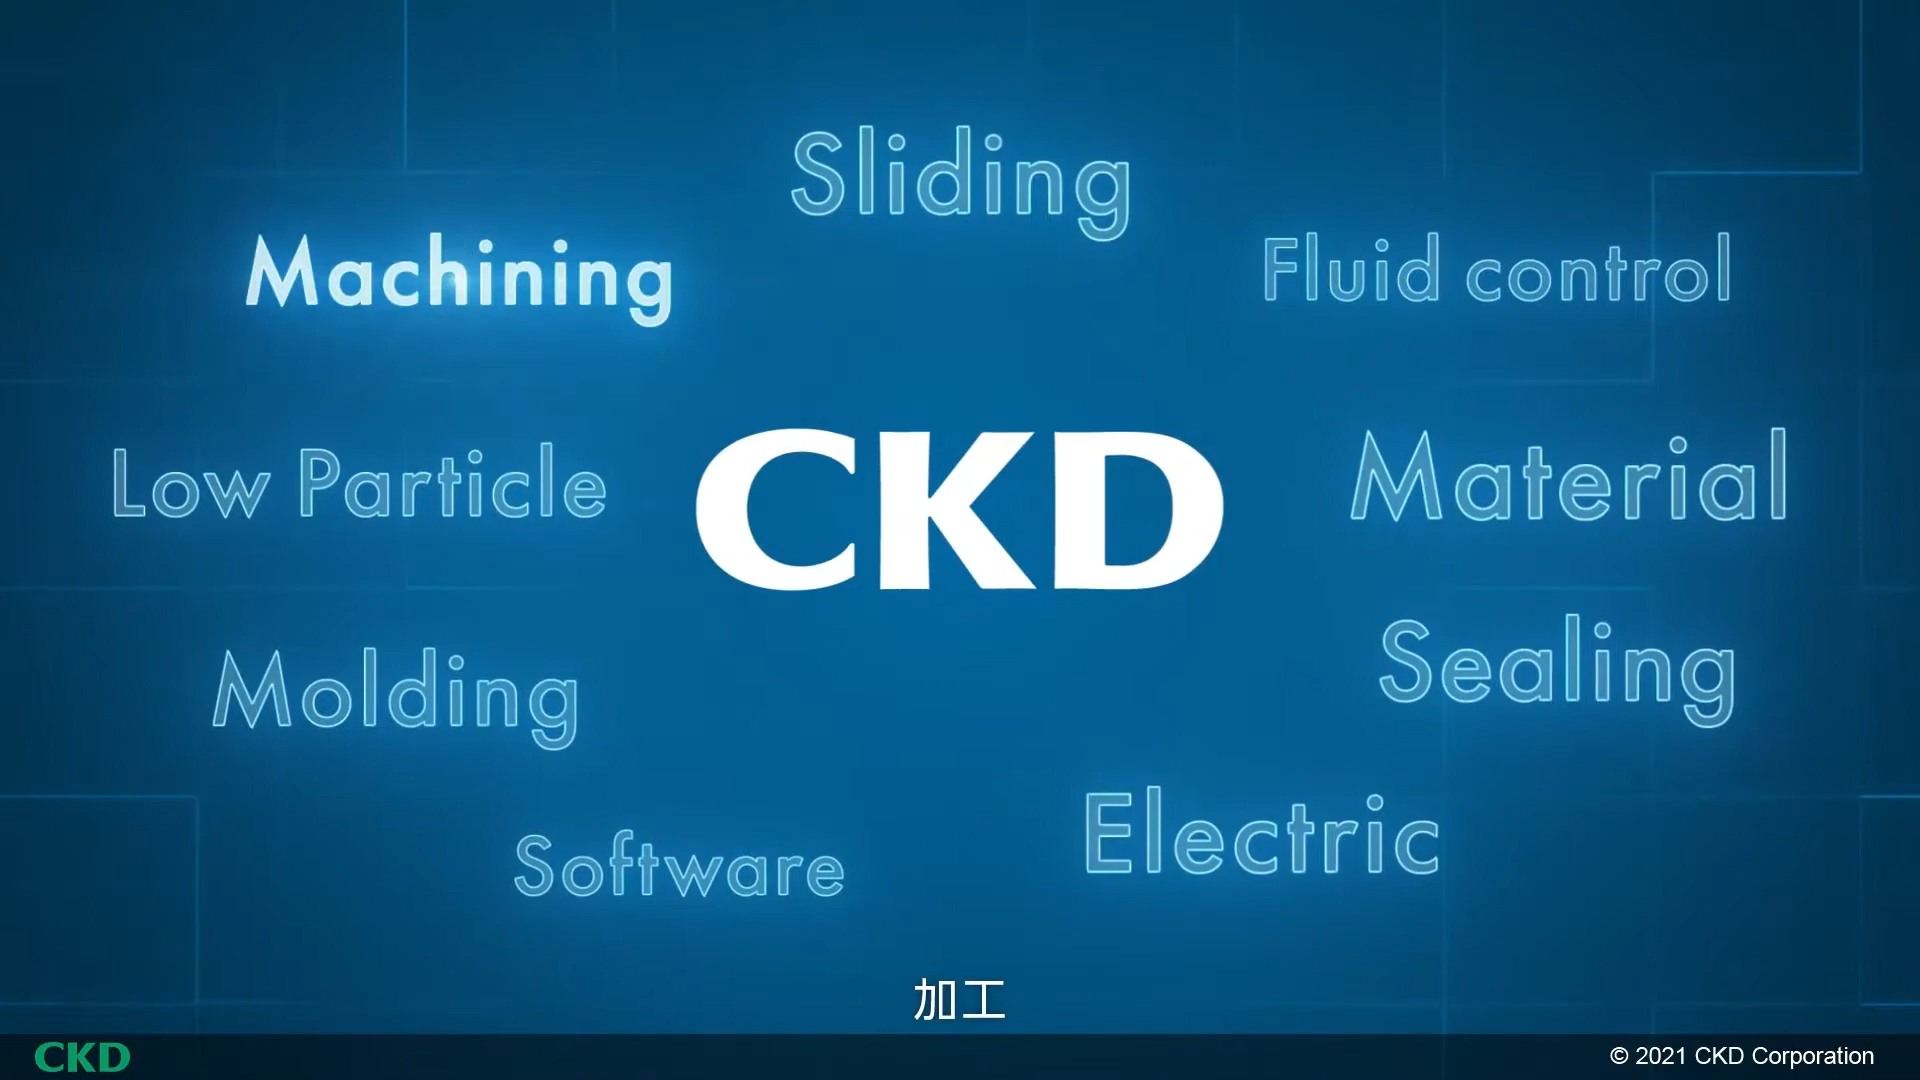 Sliding
Machining
Fluid control
CKD
Low Particle
Material
Molding
Sealing
Software
Electric
加工
CKD
© 2021 CKD Corporation